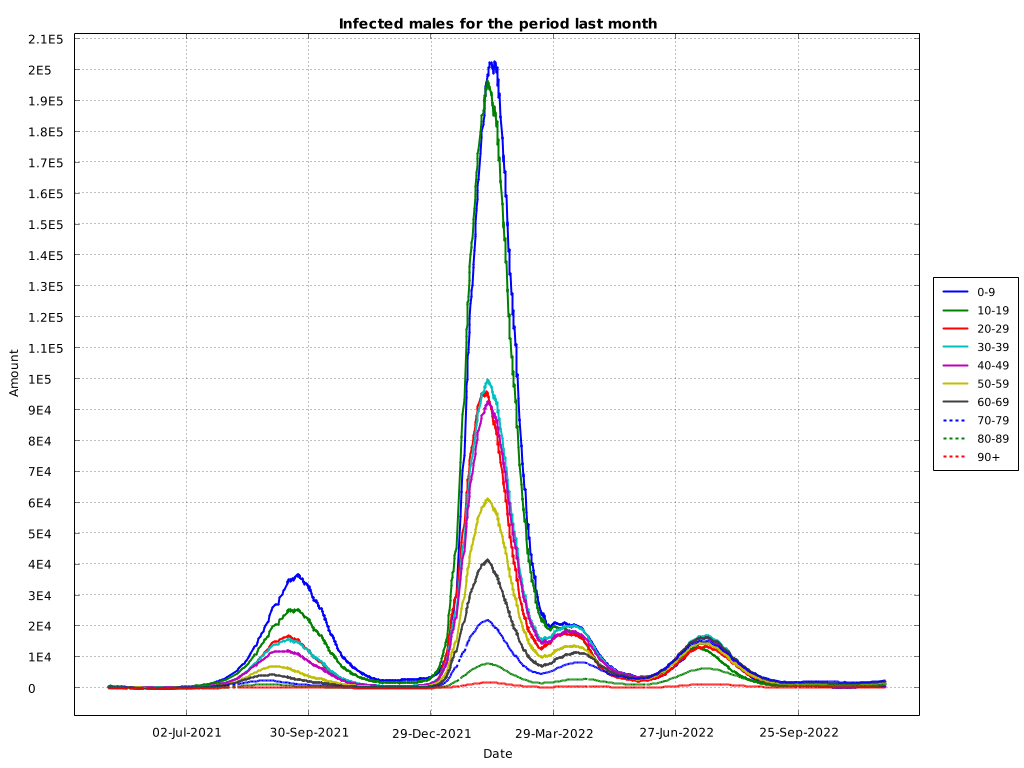 Infected males for the period last month
2.1E5
2E5
1.9E5
1.8E5
1.7E5
1.6E5
1.5E5
1.4E5
1.3E5
1.2E5
1.1E5
1E5
9E4
8E4
7E4
6E4
5E4
4E4
3E4
2E4
1E4
0
Amount
02-Jul-2021 30-Sep-2021 29-Dec-2021 29-Mar-2022 27-Jun-2022 25-Sep-2022
Date
0-9
10-19
20-29
30-39
40-49
50-59
60-69
70-79
80-89
90+